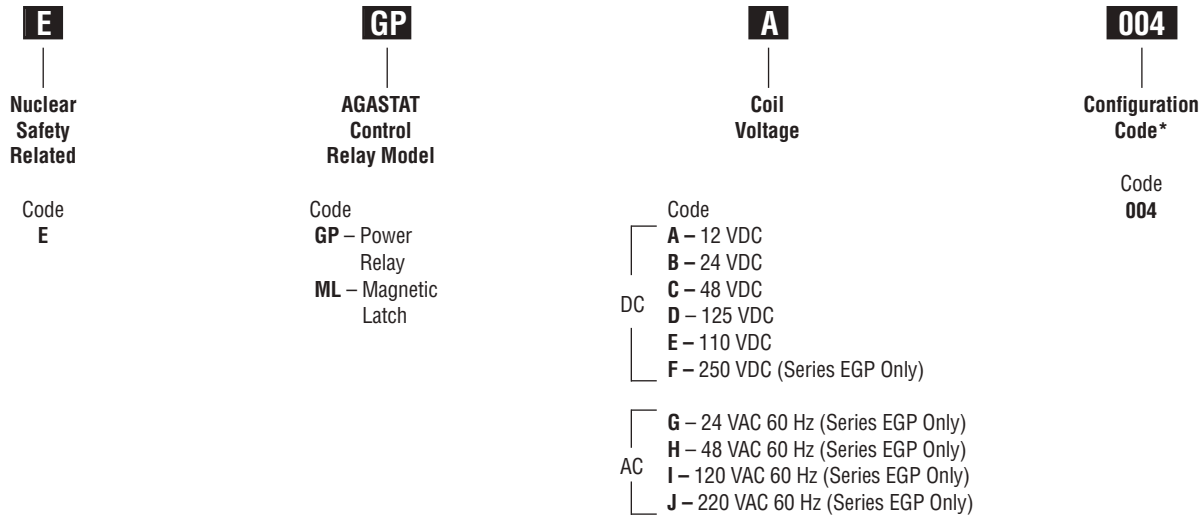 E
GP
A
004
Nuclear
Safety
Related
Code
E
AGASTAT
Control
Relay Model
Code
GP – Power
Relay
ML – Magnetic
Latch
Coil
Voltage
Code
DC
A – 12 VDC
B – 24 VDC
C – 48 VDC
D – 125 VDC
E – 110 VDC
F – 250 VDC (Series EGP Only)
AC
G – 24 VAC 60 Hz (Series EGP Only)
H – 48 VAC 60 Hz (Series EGP Only)
I – 120 VAC 60 Hz (Series EGP Only)
J – 220 VAC 60 Hz (Series EGP Only)
Configuration
Code*
Code
004